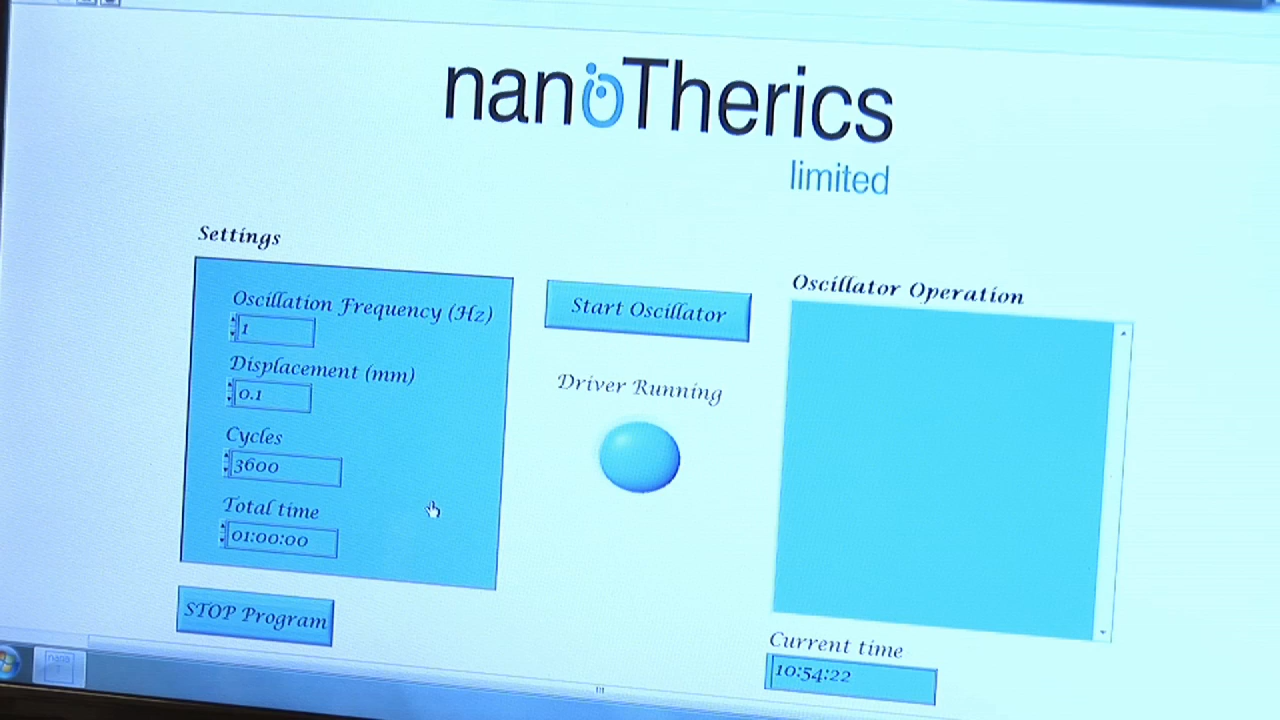 nanoTherics
limited
Settings
Oscillation Frequency (Hz)
1
Displacement (mm)
0.1
Cycles
3600
Total time
01:00:00
STOP Program
Start Oscillator
Driver Running
Oscillator Operation
Current time
10:54:22
nano
T